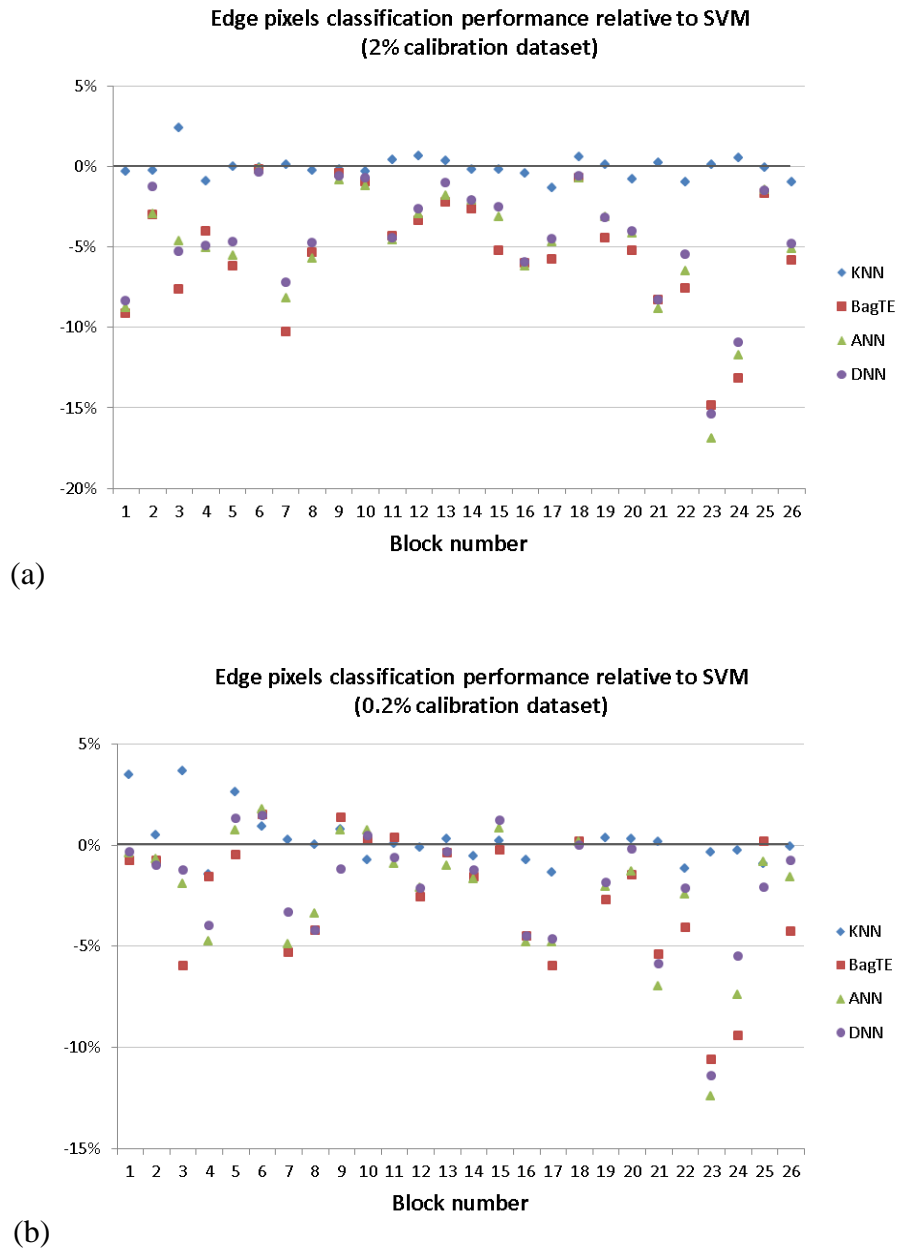 Edge pixels classification performance relative to SVM
(2% calibration dataset)
5%
0%
-5%
-10%
-15%
-20%
1 2 3 4 5 6 7 8 9 10 11 12 13 14 15 16 17 18 19 20 21 22 23 24 25 26
Block number
KNN
BagTE
ANN
DNN
(a)
Edge pixels classification performance relative to SVM
(0.2% calibration dataset)
5%
0%
-5%
-10%
-15%
1 2 3 4 5 6 7 8 9 10 11 12 13 14 15 16 17 18 19 20 21 22 23 24 25 26
Block number
KNN
BagTE
ANN
DNN
(b)